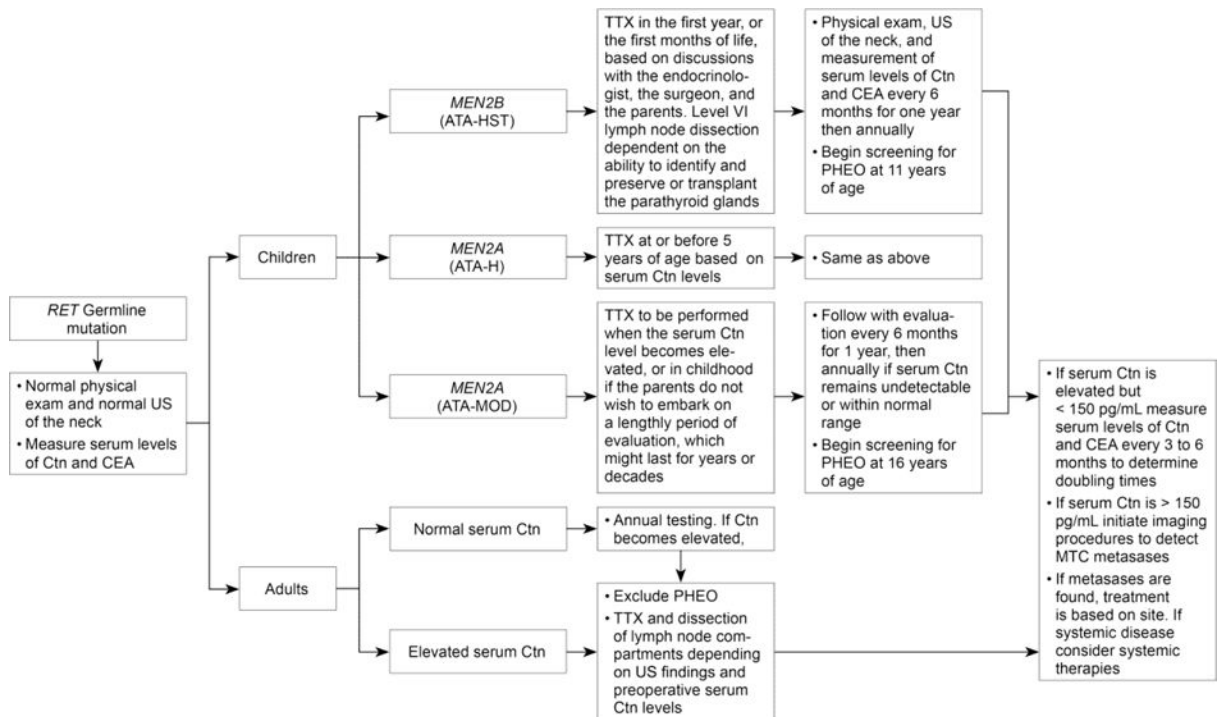 RET Germline
mutation
• Normal physical
exam and normal US
of the neck
• Measure serum levels
of Ctn and CEA
Children
MEN2B
(ATA-HST)
TTX in the first year, or
the first months of life,
based on discussions
with the endocrinolo-
gist, the surgeon, and
the parents. Level VI
lymph node dissection
dependent on the
ability to identify and
preserve or transplant
the parathyroid glands
• Physical exam, US
of the neck, and
measurement of
serum levels of Ctn
and CEA every 6
months for one year
then annually
• Begin screening for
PHEO at 11 years
of age
MEN2A
(ATA-H)
TTX at or before 5
years of age based on
serum Ctn levels
• Same as above
MEN2A
(ATA-MOD)
TTX to be performed
when the serum Ctn
level becomes ele-
vated, or in childhood
if the parents do not
wish to embark on
a lengthly period of
evaluation, which
might last for years or
decades
• Follow with evalua-
tion every 6 months
for 1 year, then
annually if serum Ctn
remains undetectable
or within normal
range
• Begin screening for
PHEO at 16 years
of age
Adults
Normal serum Ctn
• Annual testing. If Ctn
becomes elevated,
Elevated serum Ctn
• Exclude PHEO
• TTX and dissection
of lymph node com-
partments depending
on US findings and
preoperative serum
Ctn levels
• If serum Ctn is
elevated but
< 150 pg/mL measure
serum levels of Ctn
and CEA every 3 to 6
months to determine
doubling times
• If serum Ctn is > 150
pg/mL initiate imaging
procedures to detect
MTC metasases
• If metasases are
found, treatment
is based on site. If
systemic disease
consider systemic
therapies